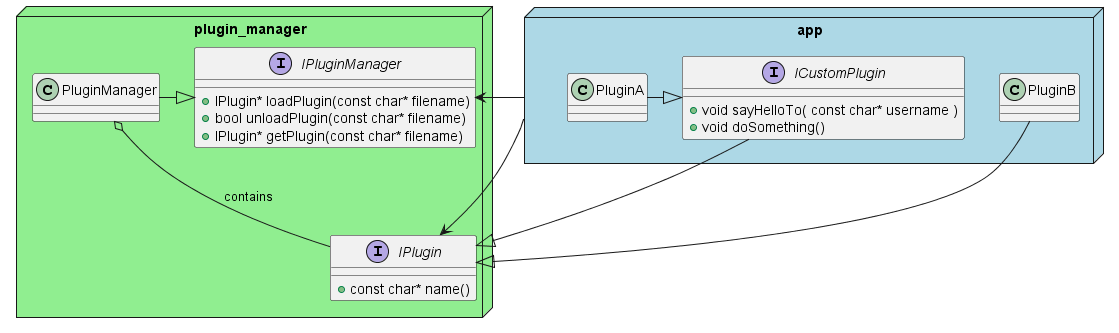 plugin_manager
C PluginManager
I IPluginManager
IPlugin* loadPlugin(const char* filename)
bool unloadPlugin(const char* filename)
IPlugin* getPlugin(const char* filename)
contains
I IPlugin
const char* name()
app
C PluginA
I ICustomPlugin
void sayHelloTo( const char* username )
void doSomething()
C PluginB